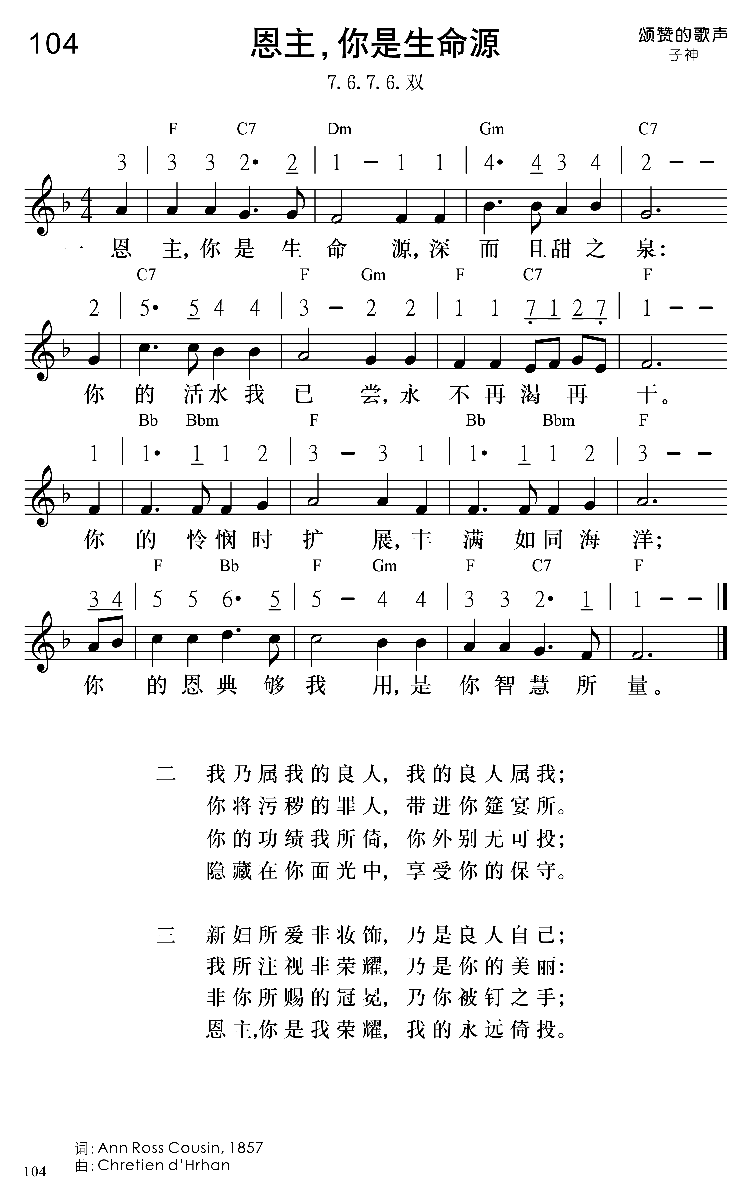 104
恩主，你是生命源
颂赞的歌声
子神
7.6.7.6.双
F C7 Dm Gm C7
3 | 3 3 2· 2 | 1 – 1 1 | 4· 4 3 4 | 2 – –
4/4
一 恩 主，你 是 生 命 源，深 而 且 甜 之 泉：
C7 F Gm F C7 F
2 | 5· 5 4 4 | 3 – 2 2 | 1 1 7 1 2 7 | 1 – –
你 的 活 水 我 已 尝，永 不 再 渴 再 干。
Bb Bbm F Bb Bbm F
1 | 1· 1 1 2 | 3 – 3 1 | 1· 1 1 2 | 3 – –
你 的 怜 悯 时 扩 展，丰 满 如 同 海 洋；
F Bb F Gm F C7 F
3 4 | 5 5 6· 5 | 5 – 4 4 | 3 3 2· 1 | 1 – –
你 的 恩 典 够 我 用，是 你 智 慧 所 量。
二 我乃属我的良人，我的良人属我；
你将污秽的罪人，带进你筵宴所。
你的功绩我所倚，你外别无可投；
隐藏在你面光中，享受你的保守。
三 新妇所爱非妆饰，乃是良人自己；
我所注视非荣耀，乃是你的美丽：
非你所赐的冠冕，乃你被钉之手；
恩主，你是我荣耀，我的永远倚投。
词：Ann Ross Cousin, 1857
曲：Chretien d'Hrhan
104